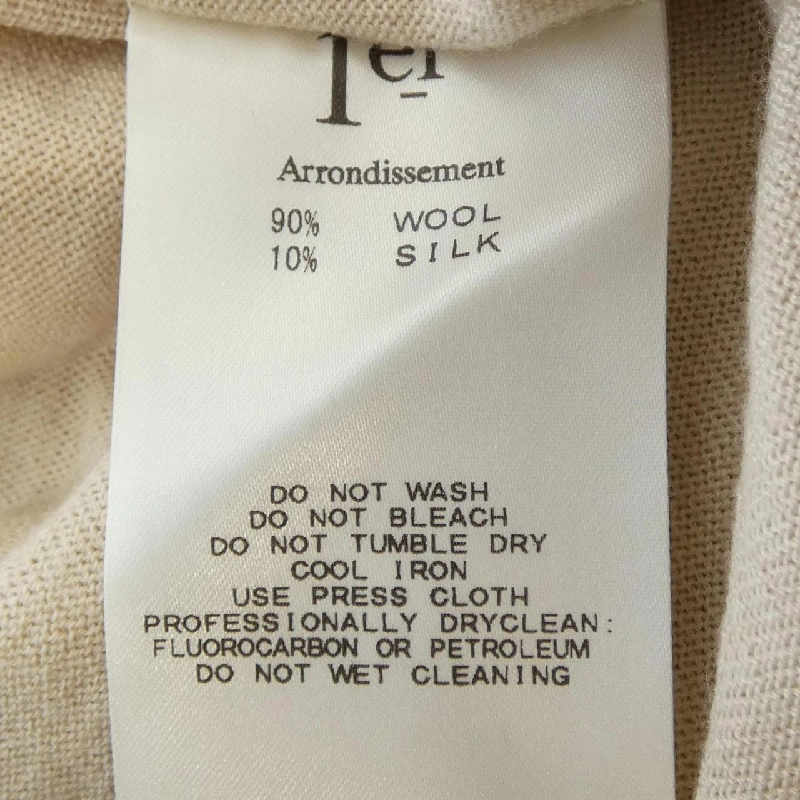 1er
Arrondissement
90% WOOL
10% SILK
DO NOT WASH
DO NOT BLEACH
DO NOT TUMBLE DRY
COOL IRON
USE PRESS CLOTH
PROFESSIONALLY DRYCLEAN:
FLUOROCARBON OR PETROLEUM
DO NOT WET CLEANING